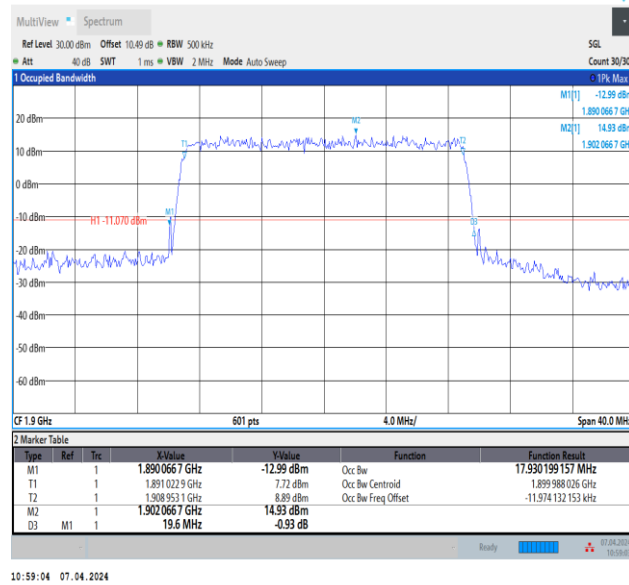 MultiView Spectrum
Ref Level 30.00 dBm Offset 10.49 dB RBW 500 kHz SGL
Att 40 dB SWT 1 ms VBW 2 MHz Mode Auto Sweep Count 30/30
1 Occupied Bandwidth 1Pk Max
M1[1] -12.99 dBm
1.890 066 7 GHz
M2[1] 14.93 dBm
1.902 066 7 GHz
M2
20 dBm
T1 T2
10 dBm
0 dBm
M1
-10 dBm
H1 -11.070 dBm
D3
-20 dBm
-30 dBm
-40 dBm
-50 dBm
-60 dBm
CF 1.9 GHz 601 pts 4.0 MHz/ Span 40.0 MHz
2 Marker Table
Type Ref Trc X-Value Y-Value Function Function Result
M1 1 1.890 066 7 GHz -12.99 dBm Occ Bw 17.930 199 157 MHz
T1 1 1.891 022 9 GHz 7.72 dBm Occ Bw Centroid 1.899 988 026 GHz
T2 1 1.908 953 1 GHz 8.89 dBm Occ Bw Freq Offset -11.974 132 153 kHz
M2 1 1.902 066 7 GHz 14.93 dBm
D3 M1 1 19.6 MHz -0.93 dB
Ready 07.04.2024
10:59:04 07.04.2024